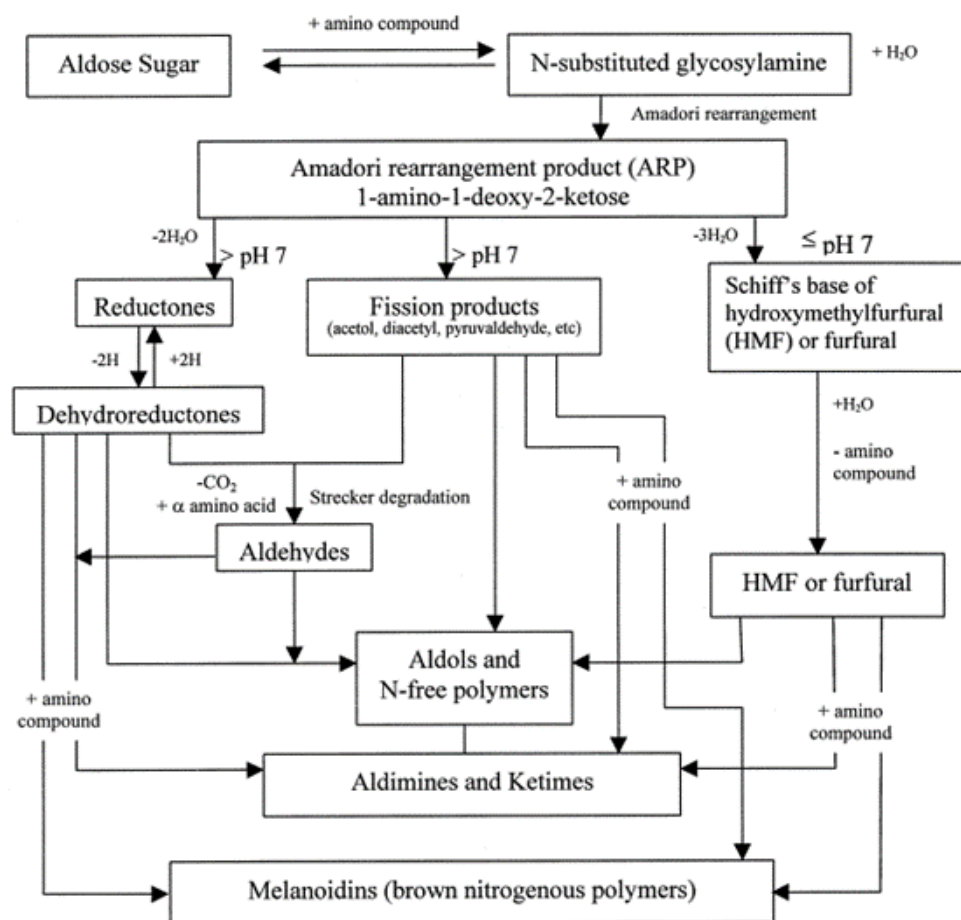 + amino compound
Aldose Sugar
N-substituted glycosylamine
+ H₂O
Amadori rearrangement
Amadori rearrangement product (ARP)
1-amino-1-deoxy-2-ketose
-2H₂O
> pH 7
> pH 7
-3H₂O
≤ pH 7
Reductones
Fission products
(acetol, diacetyl, pyruvaldehyde, etc)
Schiff's base of
hydroxymethylfurfural
(HMF) or furfural
-2H
+2H
Dehydroreductones
+H₂O
- amino
compound
-CO₂
+ α amino acid
Strecker degradation
+ amino
compound
Aldehydes
HMF or furfural
Aldols and
N-free polymers
+ amino
compound
+ amino
compound
Aldimines and Ketimes
Melanoidins (brown nitrogenous polymers)